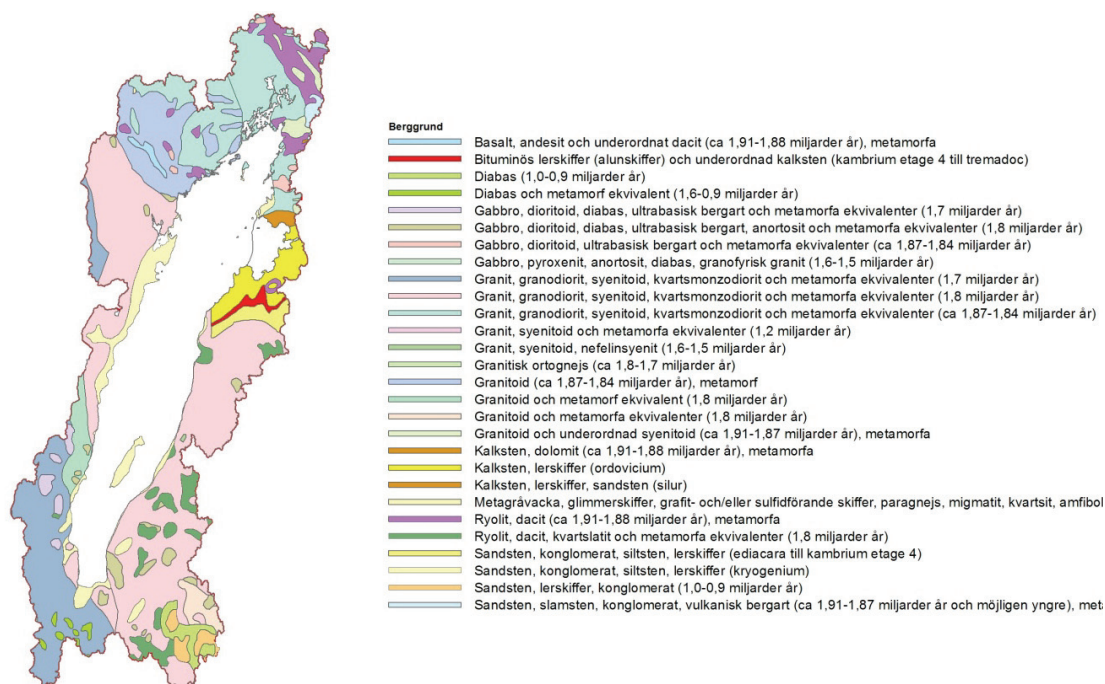 Berggrund
Basalt, andesit och underordnat dacit (ca 1,91-1,88 miljarder år), metamorfa
Bituminös lerskiffer (alunskiffer) och underordnad kalksten (kambrium etage 4 till tremadoc)
Diabas (1,0-0,9 miljarder år)
Diabas och metamorf ekvivalent (1,6-0,9 miljarder år)
Gabbro, dioritoid, diabas, ultrabasisk bergart och metamorfa ekvivalenter (1,7 miljarder år)
Gabbro, dioritoid, diabas, ultrabasisk bergart, anortosit och metamorfa ekvivalenter (1,8 miljarder år)
Gabbro, dioritoid, ultrabasisk bergart och metamorfa ekvivalenter (ca 1,87-1,84 miljarder år)
Gabbro, pyroxenit, anortosit, diabas, granofyrisk granit (1,6-1,5 miljarder år)
Granit, granodiorit, syenitoid, kvartsmonzodiorit och metamorfa ekvivalenter (1,7 miljarder år)
Granit, granodiorit, syenitoid, kvartsmonzodiorit och metamorfa ekvivalenter (1,8 miljarder år)
Granit, granodiorit, syenitoid, kvartsmonzodiorit och metamorfa ekvivalenter (ca 1,87-1,84 miljarder år)
Granit, syenitoid och metamorfa ekvivalenter (1,2 miljarder år)
Granit, syenitoid, nefelinsyenit (1,6-1,5 miljarder år)
Granitisk ortognejs (ca 1,8-1,7 miljarder år)
Granitoid (ca 1,87-1,84 miljarder år), metamorf
Granitoid och metamorf ekvivalent (1,8 miljarder år)
Granitoid och metamorfa ekvivalenter (1,8 miljarder år)
Granitoid och underordnad syenitoid (ca 1,91-1,87 miljarder år), metamorfa
Kalksten, dolomit (ca 1,91-1,88 miljarder år), metamorfa
Kalksten, lerskiffer (ordovicium)
Kalksten, lerskiffer, sandsten (silur)
Metagråvacka, glimmerskiffer, grafit- och/eller sulfidförande skiffer, paragnejs, migmatit, kvartsit, amfibol
Ryolit, dacit (ca 1,91-1,88 miljarder år), metamorfa
Ryolit, dacit, kvartslatit och metamorfa ekvivalenter (1,8 miljarder år)
Sandsten, konglomerat, siltsten, lerskiffer (ediacara till kambrium etage 4)
Sandsten, konglomerat, siltsten, lerskiffer (kryogenium)
Sandsten, lerskiffer, konglomerat (1,0-0,9 miljarder år)
Sandsten, slamsten, konglomerat, vulkanisk bergart (ca 1,91-1,87 miljarder år och möjligen yngre), meta